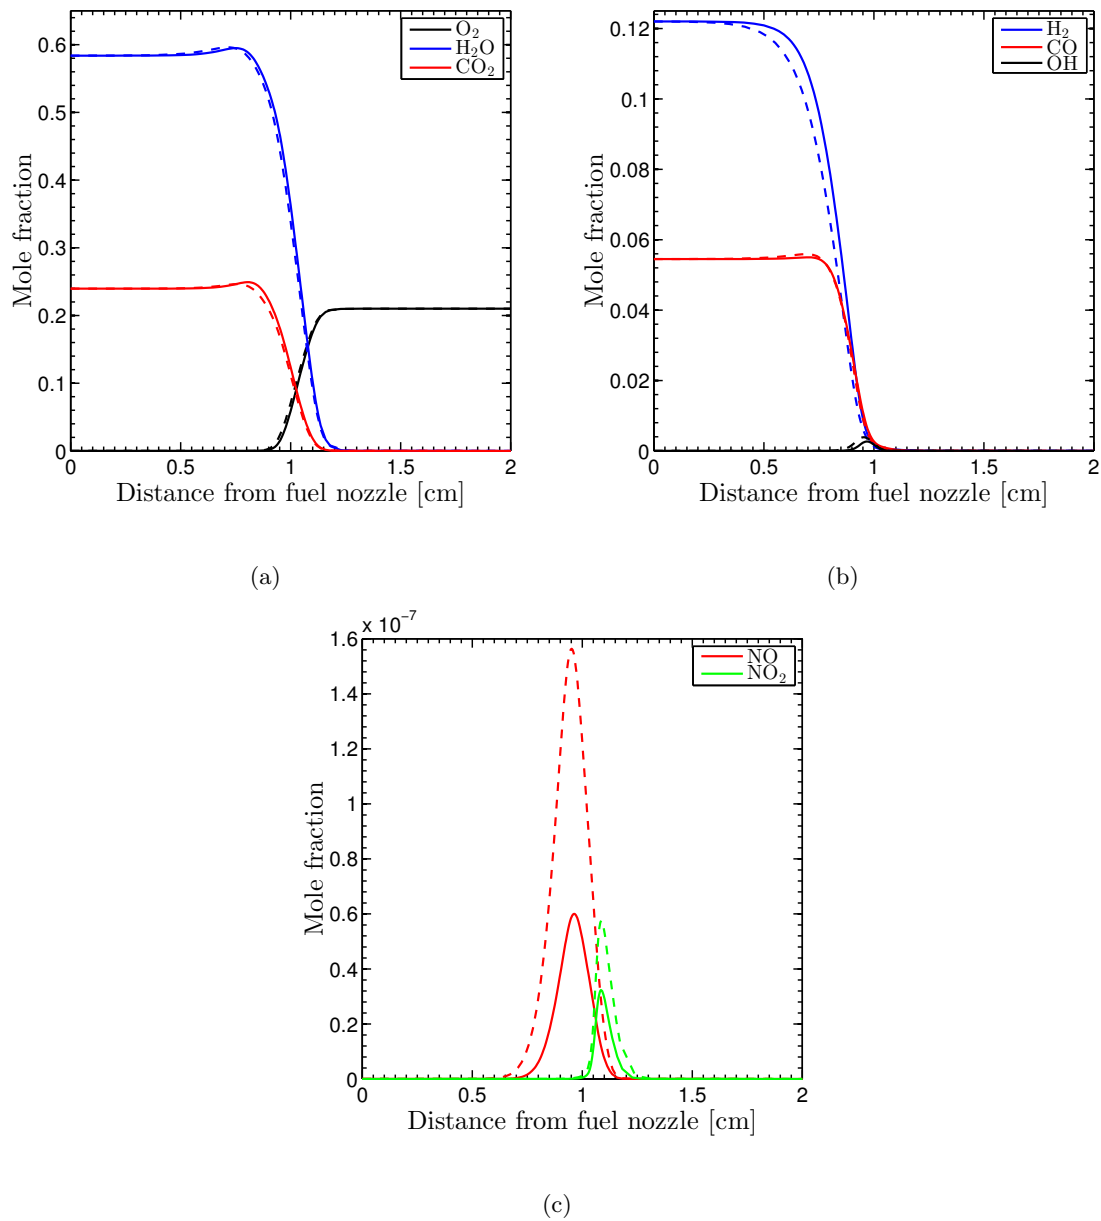 0.6
0.5
0.4
0.3
0.2
0.1
0
0 0.5 1 1.5 2
Mole fraction
Distance from fuel nozzle [cm]
O₂
H₂O
CO₂
(a)
0.12
0.1
0.08
0.06
0.04
0.02
0
0 0.5 1 1.5 2
Mole fraction
Distance from fuel nozzle [cm]
H₂
CO
OH
(b)
x 10⁻⁷
1.6
1.4
1.2
1
0.8
0.6
0.4
0.2
0
0 0.5 1 1.5 2
Mole fraction
Distance from fuel nozzle [cm]
NO
NO₂
(c)